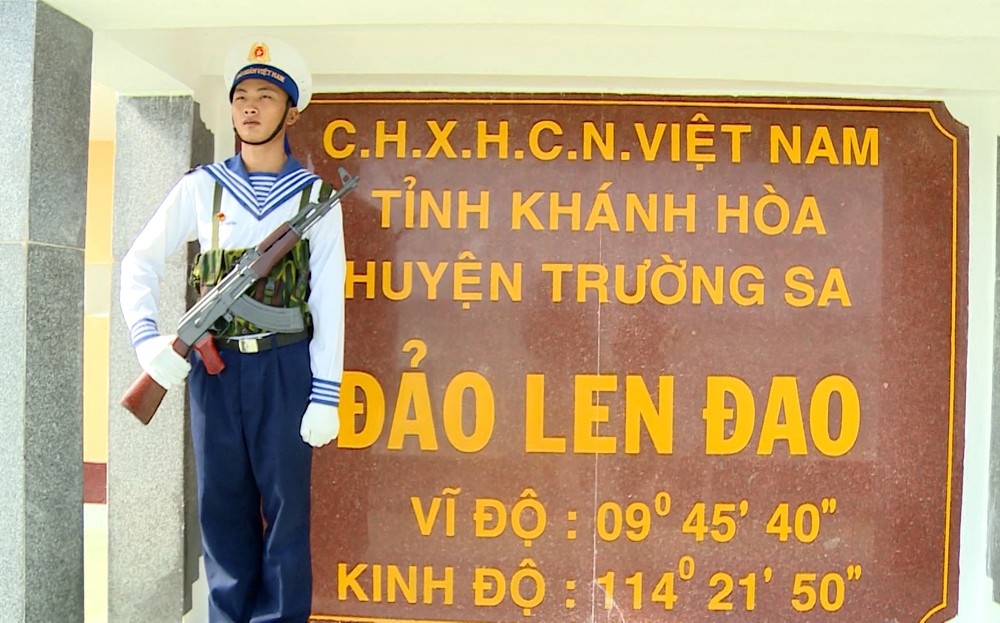 C.H.X.H.C.N.VIỆT NAM
TỈNH KHÁNH HÒA
HUYỆN TRƯỜNG SA
ĐẢO LEN ĐAO
VĨ ĐỘ : 09⁰ 45' 40"
KINH ĐỘ : 114⁰ 21' 50"